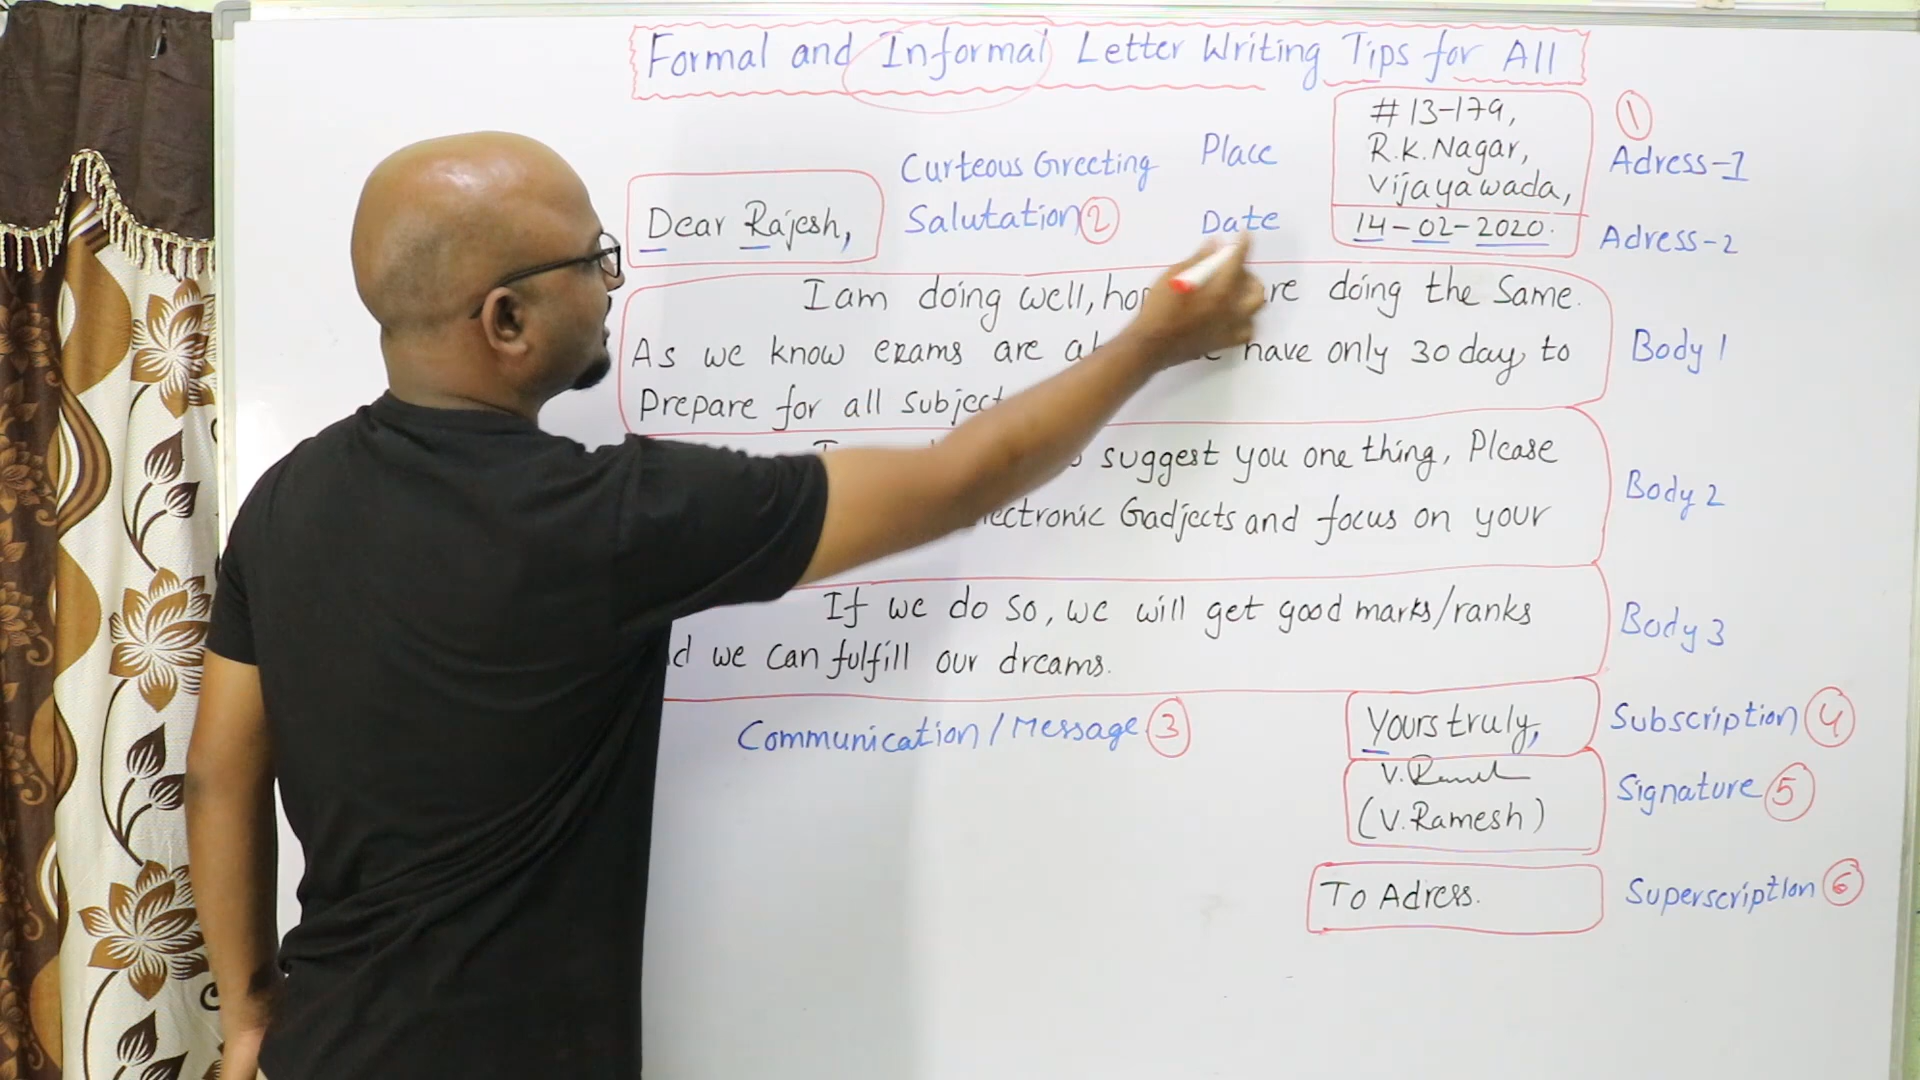 Formal and Informal Letter Writing Tips for All
# 13-179,
R.K.Nagar,
Vijayawada,
14-02-2020.
1
Adress-1
Adress-2
Place
Date
Curteous Greeting
Salutation 2
Dear Rajesh,
I am doing well, are doing the Same.
As we know exams are have only 30 day, to
Prepare for all subject
suggest you one thing, Please
Gadjects and focus on your
If we do so, we will get good marks/ranks
we can fulfill our dreams.
Body 1
Body 2
Body 3
Communication / Message 3
Yours truly,
Subscription 4
(V.Ramesh)
Signature 5
To Adress.
Superscription 6